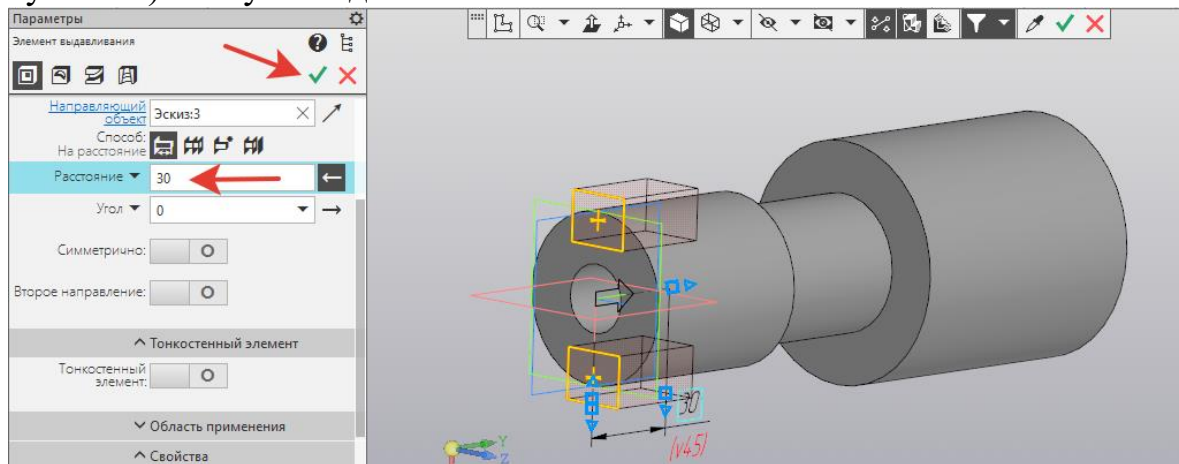 Параметры
Элемент выдавливания
Направляющий объект Эскиз:3
Способ:
На расстояние
Расстояние 30
Угол 0
Симметрично:
Второе направление:
Тонкостенный элемент
Тонкостенный элемент:
Область применения
Свойства
30
(v45)
Y
Z